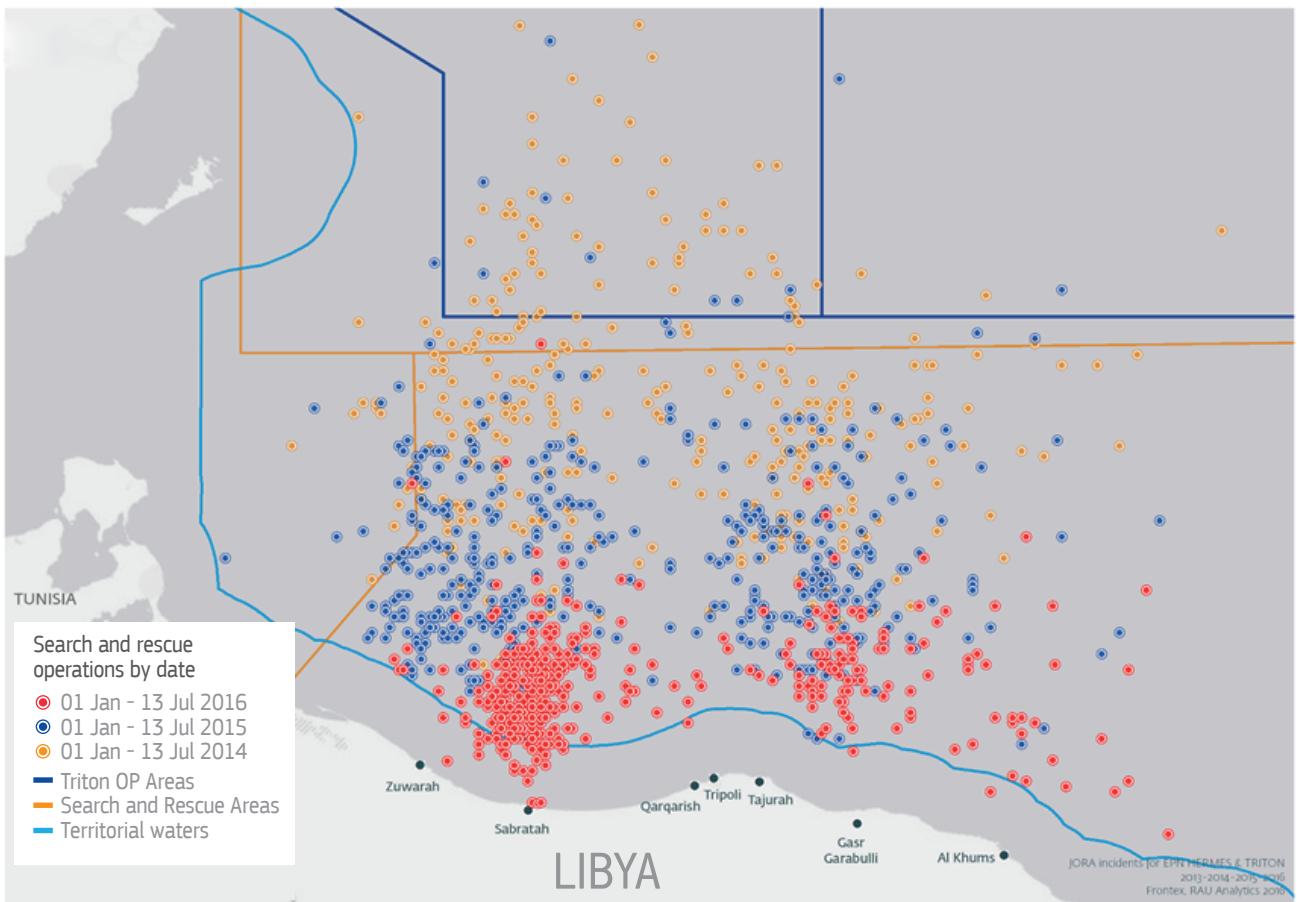 TUNISIA
Search and rescue
operations by date
01 Jan - 13 Jul 2016
01 Jan - 13 Jul 2015
01 Jan - 13 Jul 2014
Triton OP Areas
Search and Rescue Areas
Territorial waters
Zuwarah
Sabratah
Qarqarish
Tripoli
Tajurah
Gasr
Garabulli
Al Khums
LIBYA
JORA incidents for EPN HERMES & TRITON
2013-2014-2015-2016
Frontex, RAU Analytics 2016